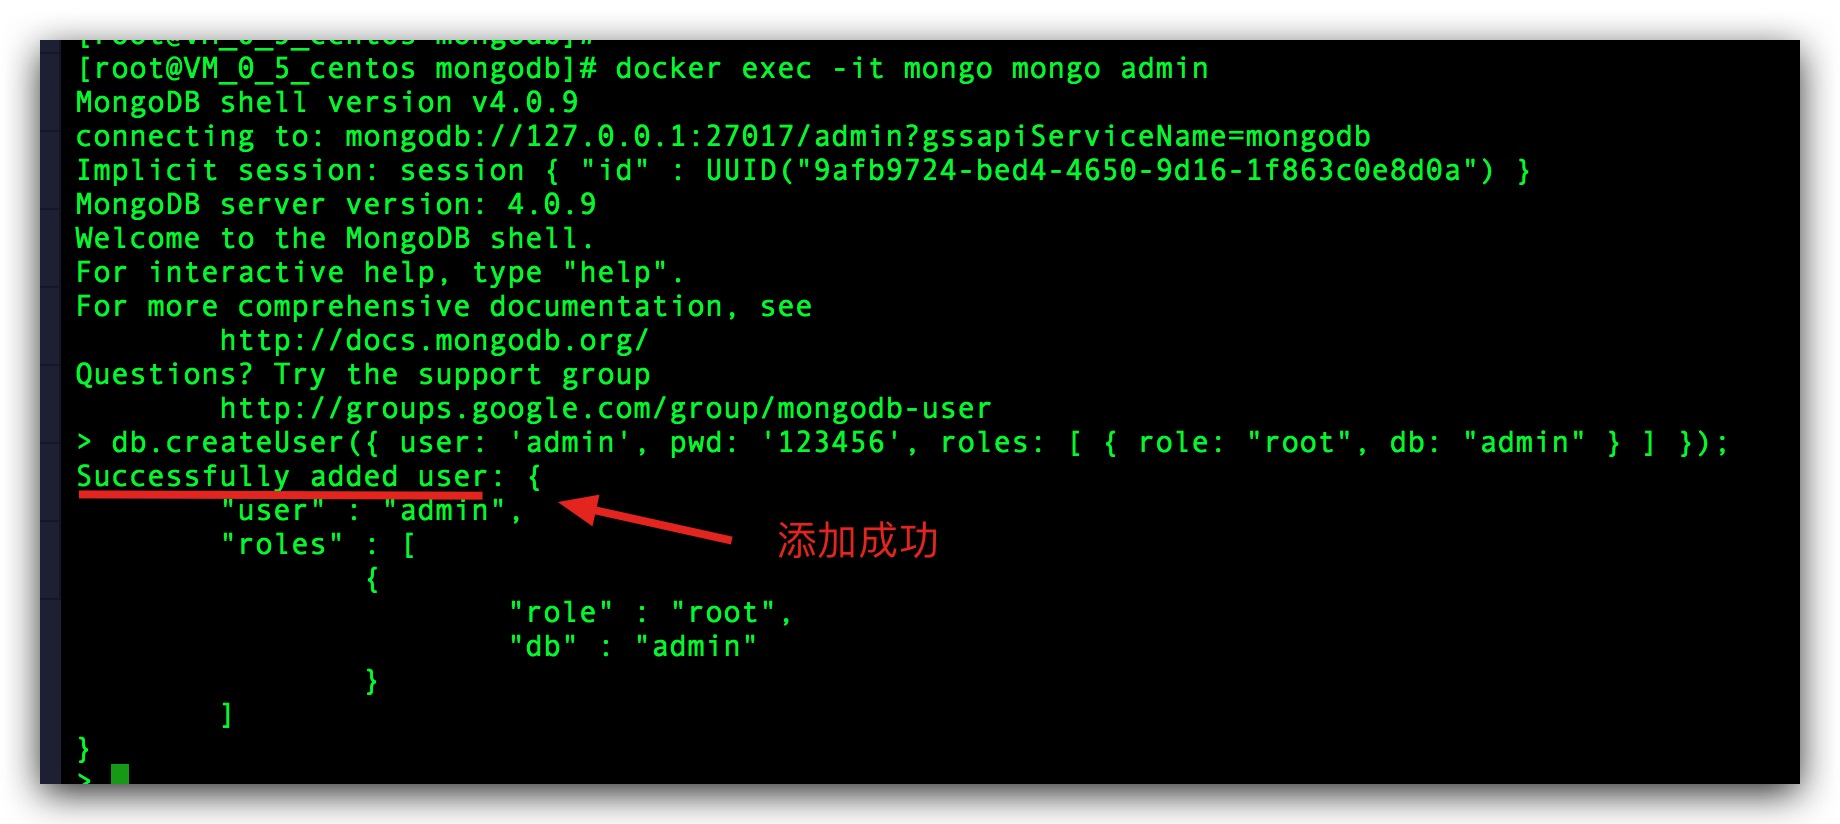 [root@VM_0_5_centos mongodb]#
[root@VM_0_5_centos mongodb]# docker exec -it mongo mongo admin
MongoDB shell version v4.0.9
connecting to: mongodb://127.0.0.1:27017/admin?gssapiServiceName=mongodb
Implicit session: session { "id" : UUID("9afb9724-bed4-4650-9d16-1f863c0e8d0a") }
MongoDB server version: 4.0.9
Welcome to the MongoDB shell.
For interactive help, type "help".
For more comprehensive documentation, see
http://docs.mongodb.org/
Questions? Try the support group
http://groups.google.com/group/mongodb-user
> db.createUser({ user: 'admin', pwd: '123456', roles: [ { role: "root", db: "admin" } ] });
Successfully added user: {
"user" : "admin",
"roles" : [
添加成功
{
"role" : "root",
"db" : "admin"
}
]
}
>